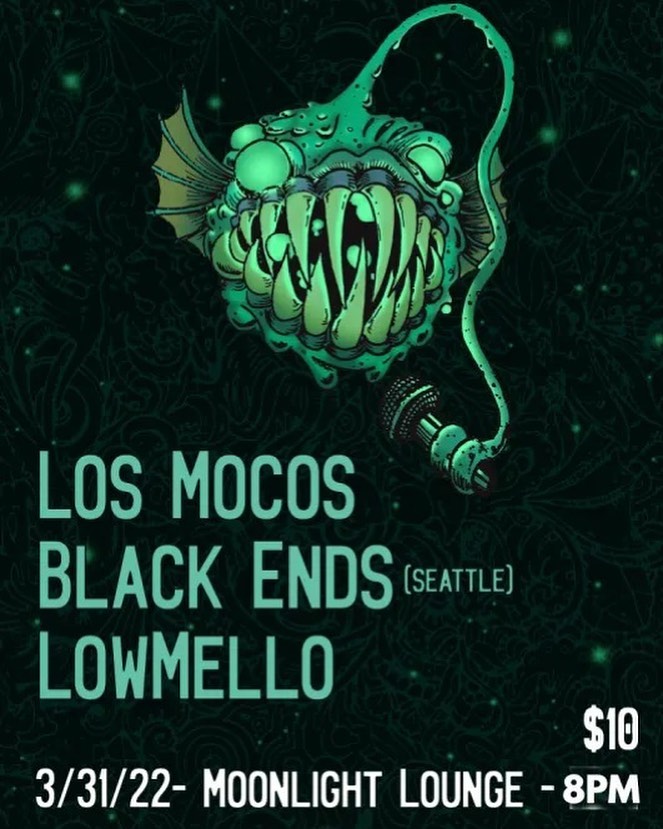 Los Mocos
Black Ends (Seattle)
LowMello
$10
3/31/22- Moonlight Lounge - 8PM